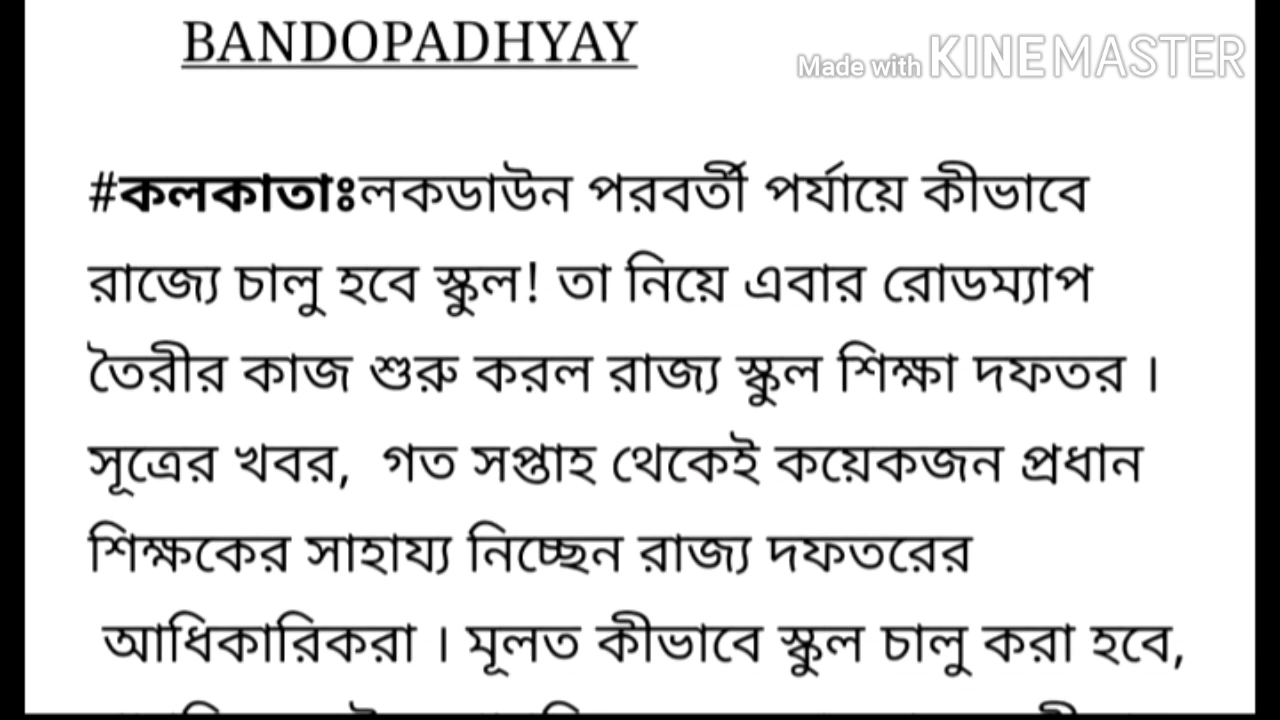 BANDOPADHYAY
Made with KINEMASTER
#কলকাতাঃলকডাউন পরবর্তী পর্যায়ে কীভাবে
রাজ্যে চালু হবে স্কুল! তা নিয়ে এবার রোডম্যাপ
তৈরীর কাজ শুরু করল রাজ্য স্কুল শিক্ষা দফতর ।
সূত্রের খবর, গত সপ্তাহ থেকেই কয়েকজন প্রধান
শিক্ষকের সাহায্য নিচ্ছেন রাজ্য দফতরের
আধিকারিকরা । মূলত কীভাবে স্কুল চালু করা হবে,